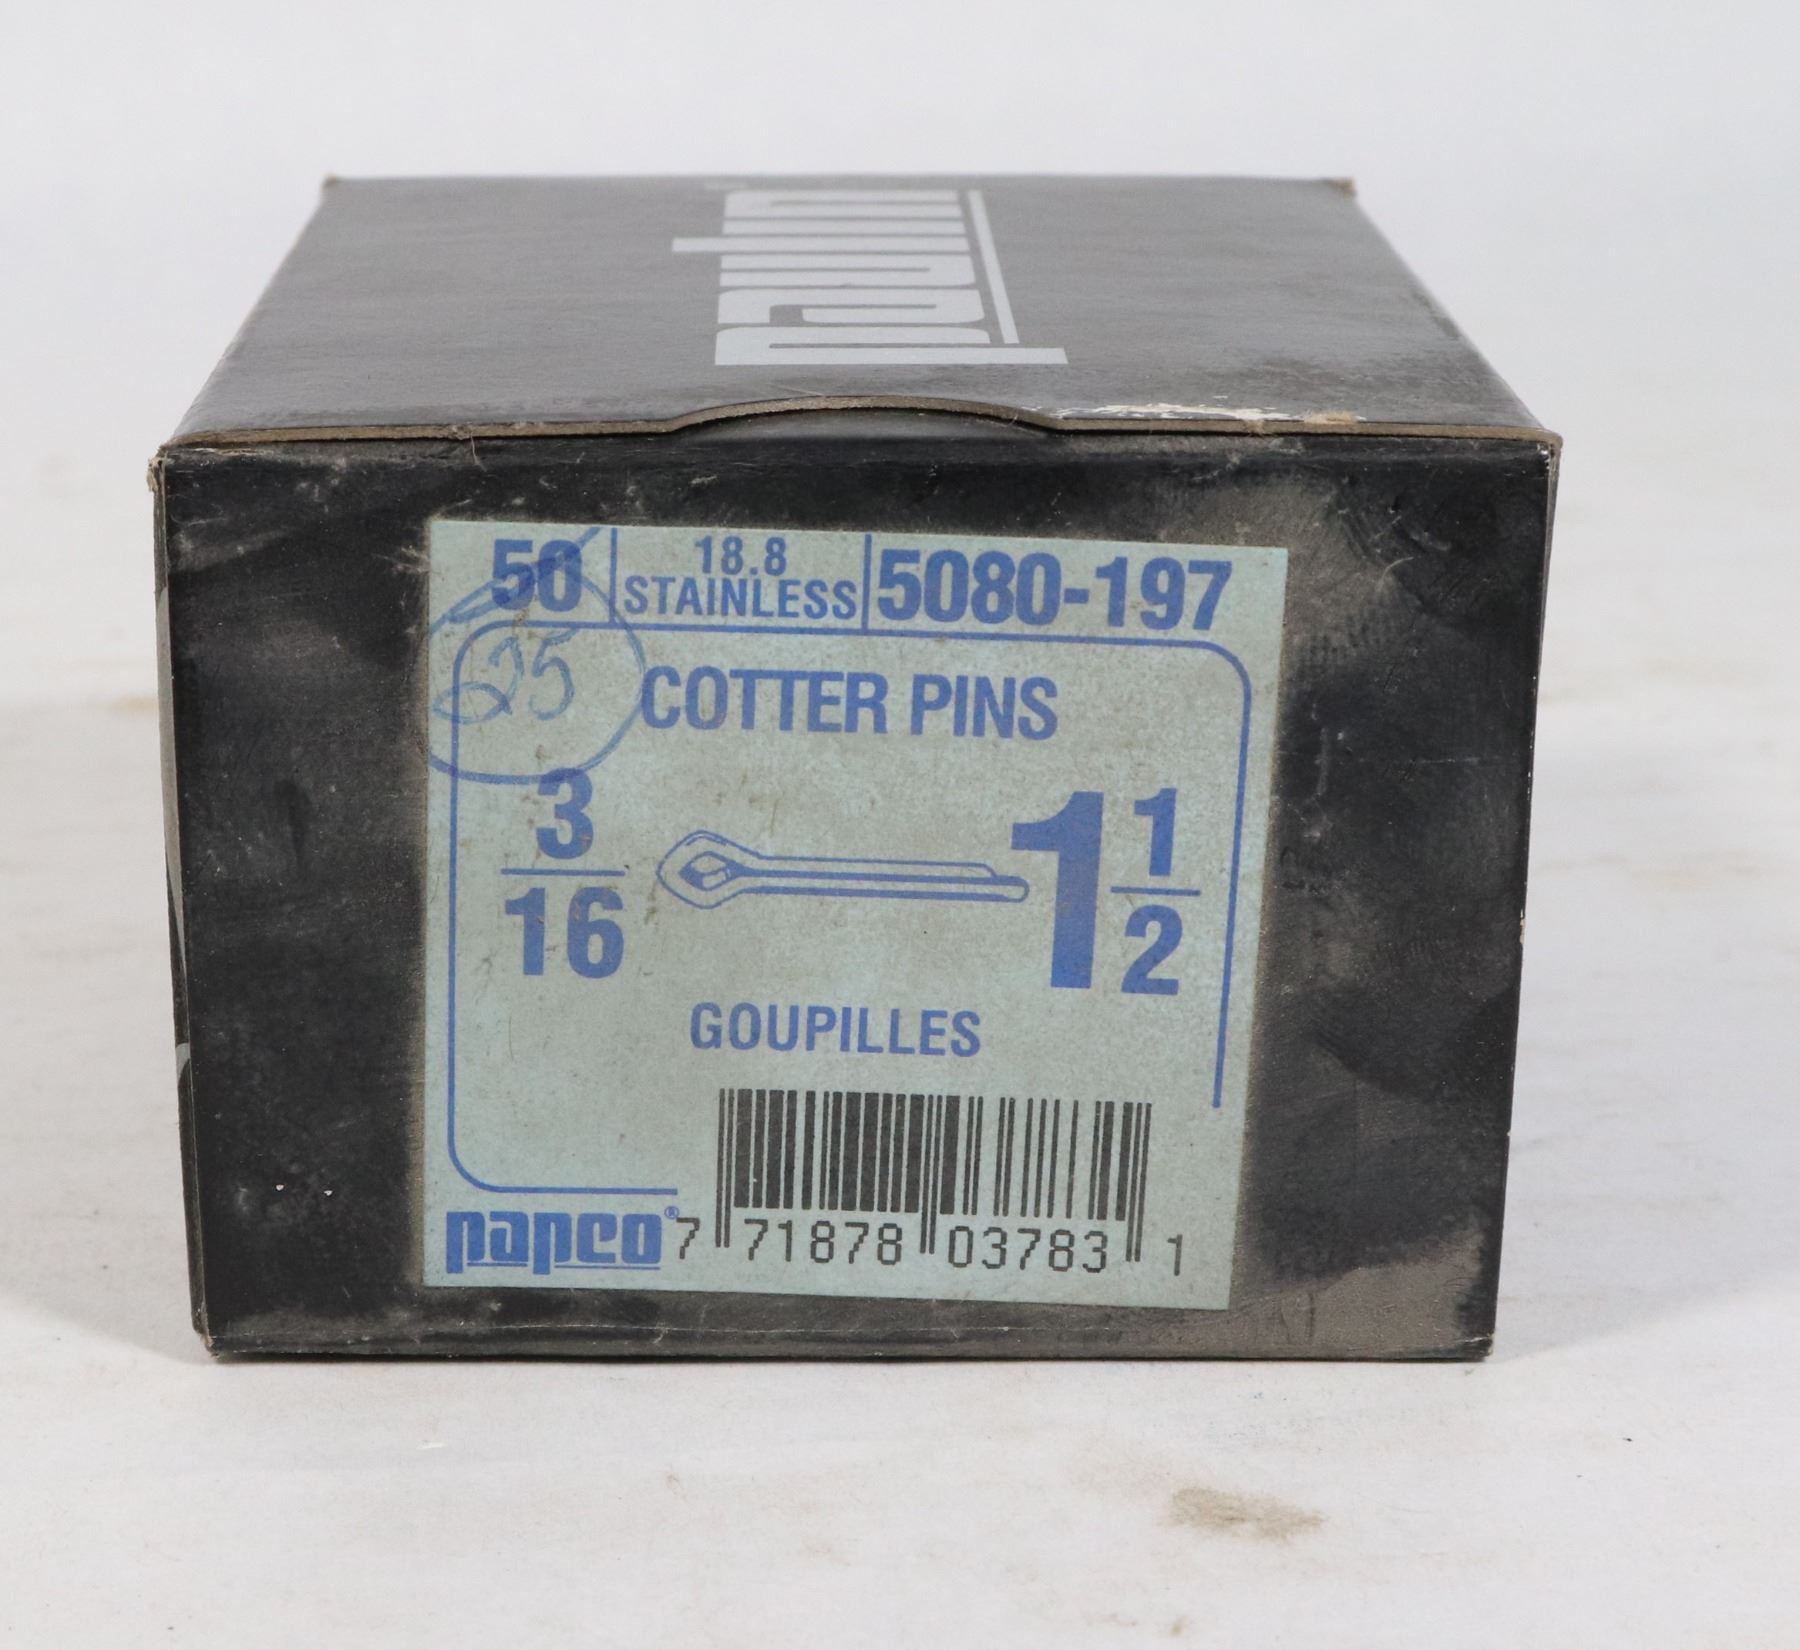 papco
50 18.8 STAINLESS 5080-197
25
COTTER PINS
3/16 1 1/2
GOUPILLES
papco® 7 71878 03783 1